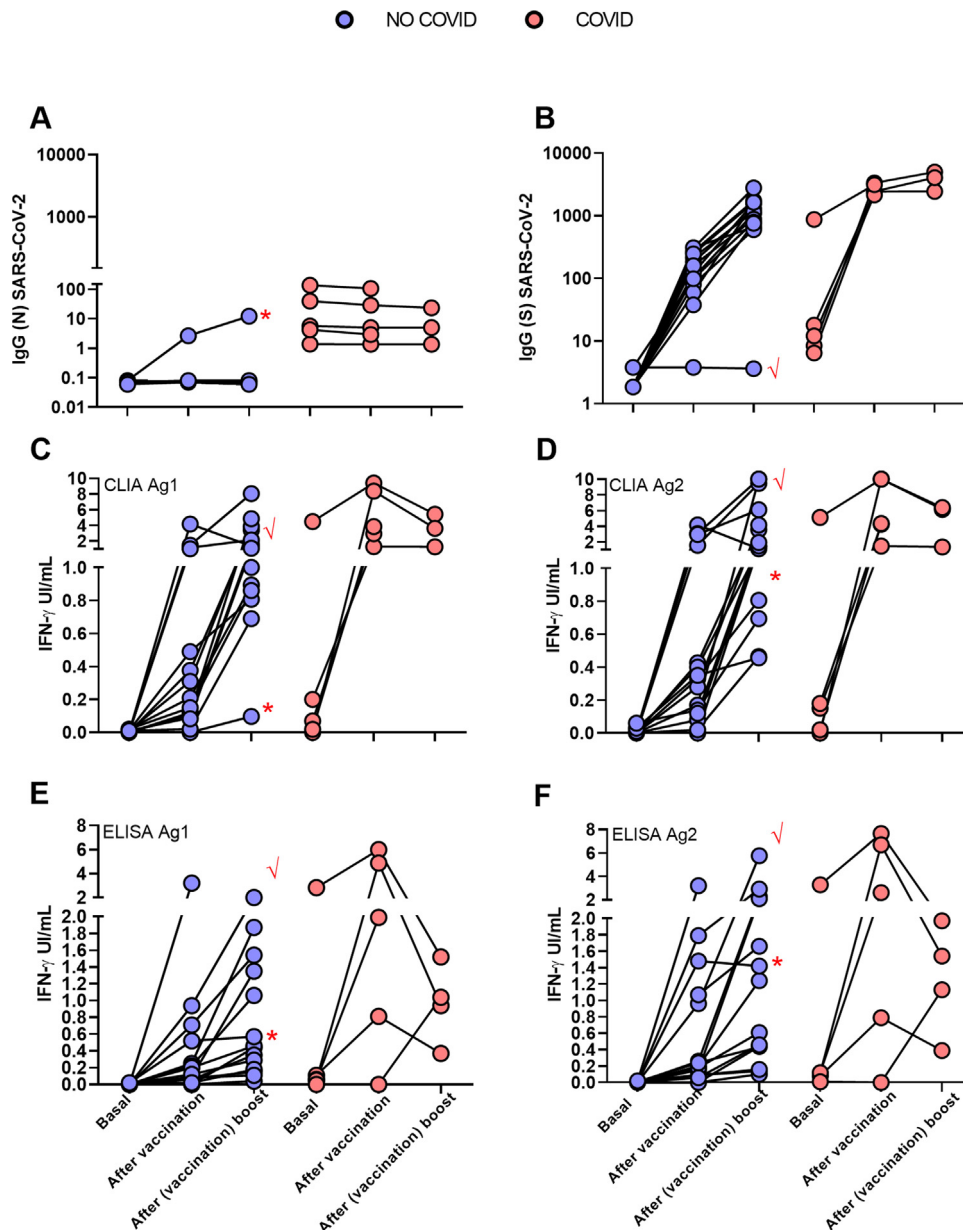 NO COVID COVID
A
10000
1000
100
10
1
0.1
0.01
IgG (N) SARS-CoV-2
*
B
10000
1000
100
10
1
IgG (S) SARS-CoV-2
√
C
CLIA Ag1
10
8
6
4
2
1.0
0.8
0.6
0.4
0.2
0.0
IFN-γ UI/mL
√
*
D
CLIA Ag2
10
8
6
4
2
1.0
0.8
0.6
0.4
0.2
0.0
IFN-γ UI/mL
√
*
E
ELISA Ag1
8
6
4
2
2.0
1.8
1.6
1.4
1.2
1.0
0.8
0.6
0.4
0.2
0.0
IFN-γ UI/mL
√
*
Basal
After vaccination
After (vaccination) boost
Basal
After vaccination
After (vaccination) boost
F
ELISA Ag2
8
6
4
2
2.0
1.8
1.6
1.4
1.2
1.0
0.8
0.6
0.4
0.2
0.0
IFN-γ UI/mL
√
*
Basal
After vaccination
After (vaccination) boost
Basal
After vaccination
After (vaccination) boost